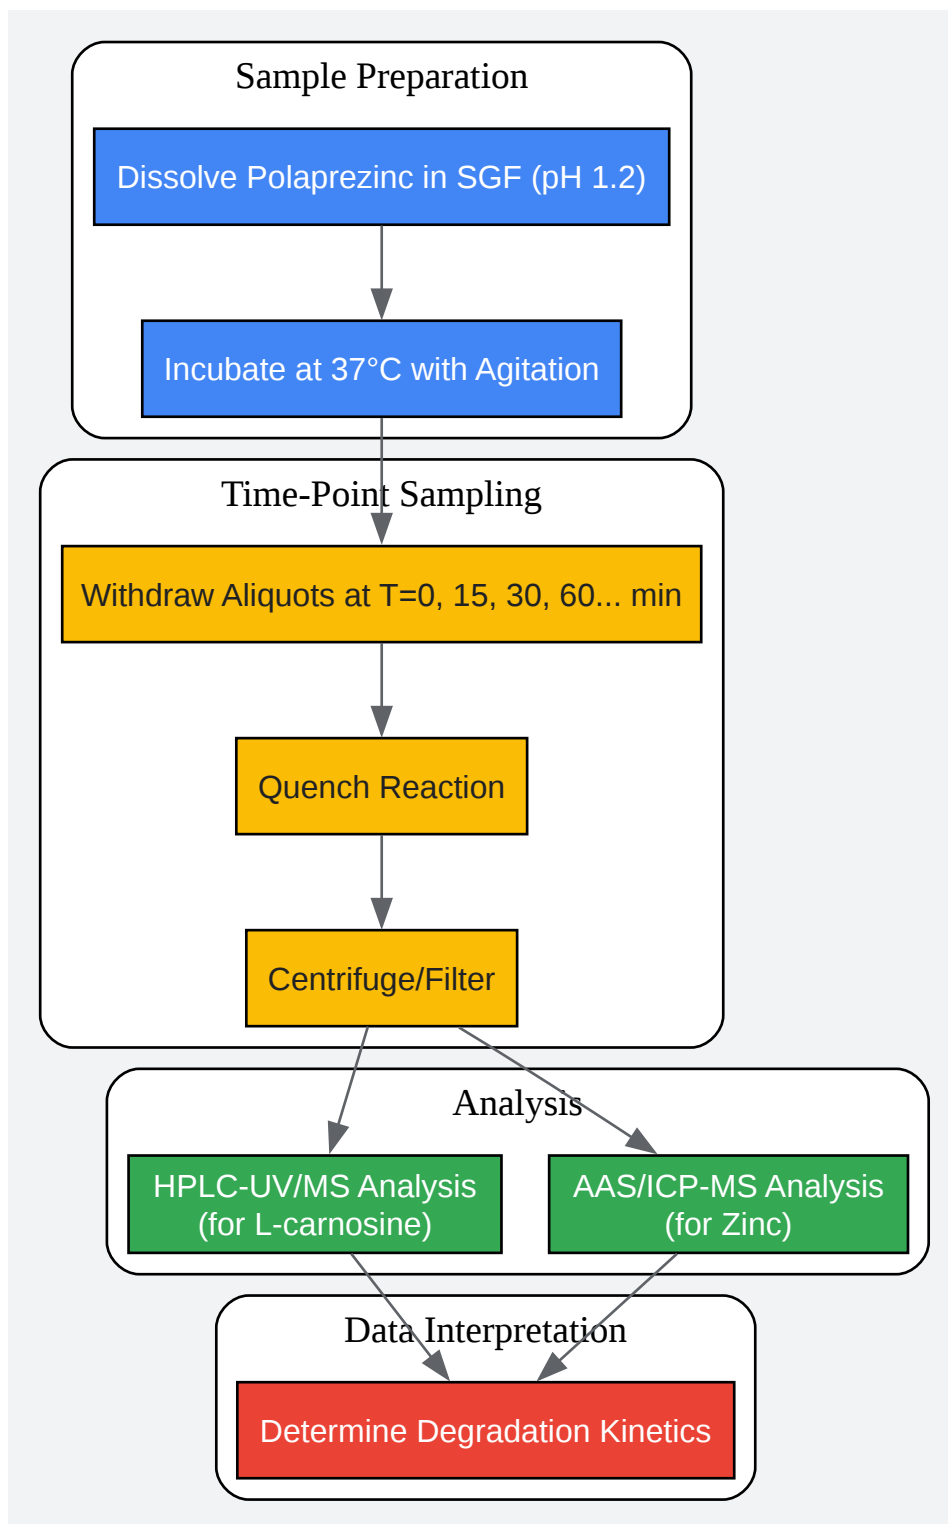 Sample Preparation
Dissolve Polaprezinc in SGF (pH 1.2)
Incubate at 37°C with Agitation
Time-Point Sampling
Withdraw Aliquots at T=0, 15, 30, 60... min
Quench Reaction
Centrifuge/Filter
Analysis
HPLC-UV/MS Analysis
(for L-carnosine)
AAS/ICP-MS Analysis
(for Zinc)
Data Interpretation
Determine Degradation Kinetics